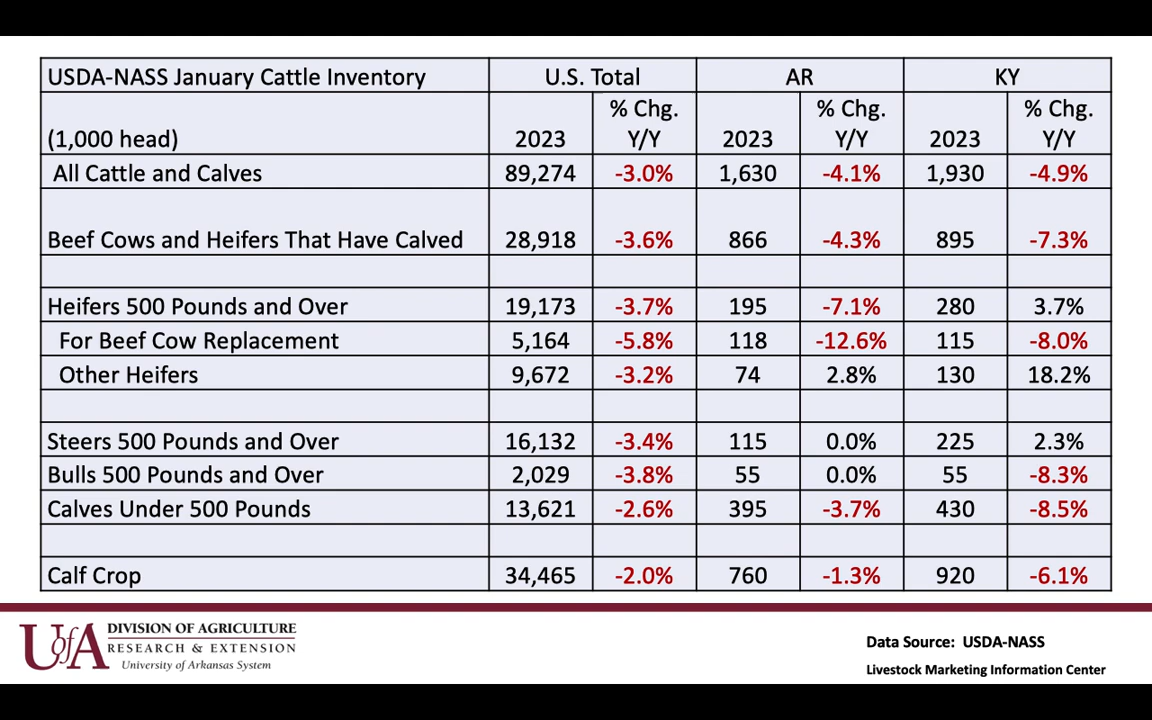 USDA-NASS January Cattle Inventory U.S. Total AR KY
(1,000 head) 2023 % Chg. Y/Y 2023 % Chg. Y/Y 2023 % Chg. Y/Y
All Cattle and Calves 89,274 -3.0% 1,630 -4.1% 1,930 -4.9%
Beef Cows and Heifers That Have Calved 28,918 -3.6% 866 -4.3% 895 -7.3%
Heifers 500 Pounds and Over 19,173 -3.7% 195 -7.1% 280 3.7%
For Beef Cow Replacement 5,164 -5.8% 118 -12.6% 115 -8.0%
Other Heifers 9,672 -3.2% 74 2.8% 130 18.2%
Steers 500 Pounds and Over 16,132 -3.4% 115 0.0% 225 2.3%
Bulls 500 Pounds and Over 2,029 -3.8% 55 0.0% 55 -8.3%
Calves Under 500 Pounds 13,621 -2.6% 395 -3.7% 430 -8.5%
Calf Crop 34,465 -2.0% 760 -1.3% 920 -6.1%
UofA DIVISION OF AGRICULTURE
RESEARCH & EXTENSION
University of Arkansas System
Data Source: USDA-NASS
Livestock Marketing Information Center